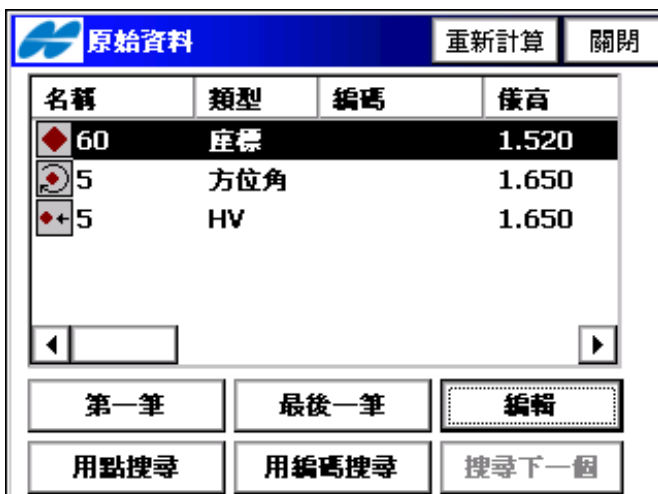 原始資料 重新計算 關閉
名稱 類型 編碼 儀高
60 座標 1.520
5 方位角 1.650
5 HV 1.650
第一筆 最後一筆 編輯
用點搜尋 用編碼搜尋 搜尋下一個